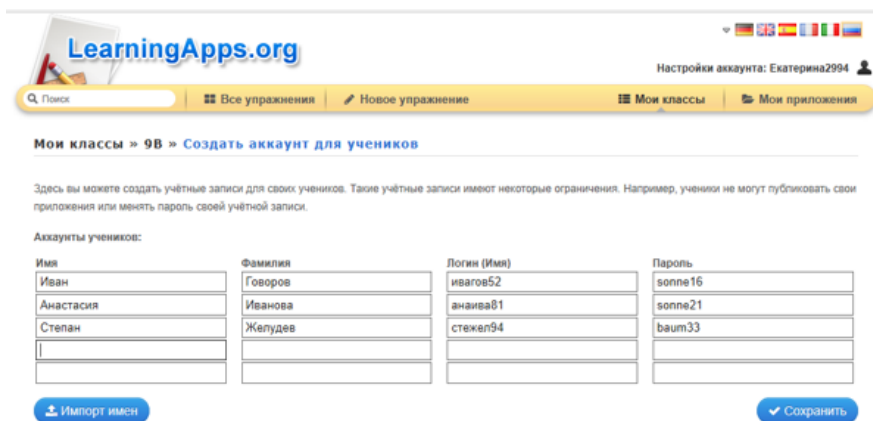 LearningApps.org
Настройки аккаунта: Екатерина2994
Поиск Все упражнения Новое упражнение Мои классы Мои приложения
Мои классы » 9В » Создать аккаунт для учеников
Здесь вы можете создать учётные записи для своих учеников. Такие учётные записи имеют некоторые ограничения. Например, ученики не могут публиковать свои
приложения или менять пароль своей учётной записи.
Аккаунты учеников:
Имя Фамилия Логин (Имя) Пароль
Иван Говоров ивагов52 sonne16
Анастасия Иванова анаива81 sonne21
Степан Желудев стежел94 baum33
Импорт имен Сохранить